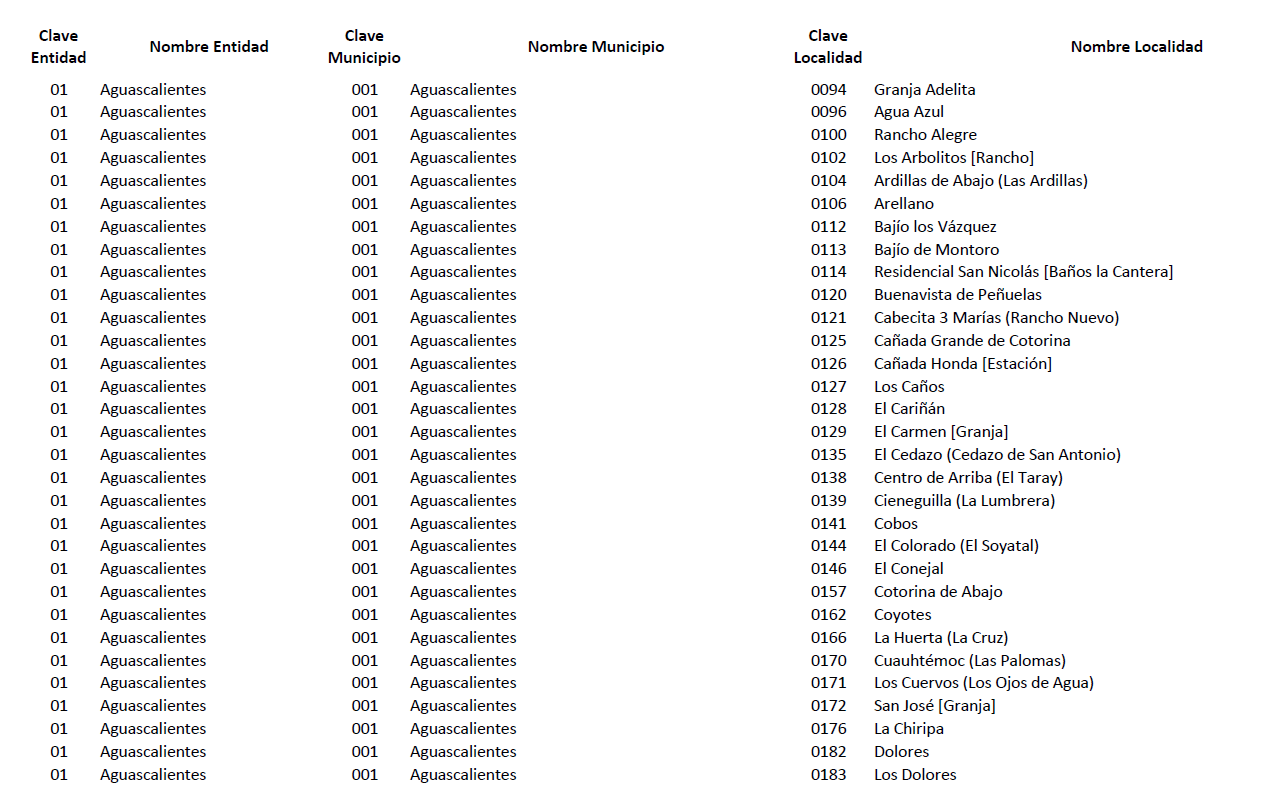 Clave Entidad Nombre Entidad Clave Municipio Nombre Municipio Clave Localidad Nombre Localidad
01 Aguascalientes 001 Aguascalientes 0094 Granja Adelita
01 Aguascalientes 001 Aguascalientes 0096 Agua Azul
01 Aguascalientes 001 Aguascalientes 0100 Rancho Alegre
01 Aguascalientes 001 Aguascalientes 0102 Los Arbolitos [Rancho]
01 Aguascalientes 001 Aguascalientes 0104 Ardillas de Abajo (Las Ardillas)
01 Aguascalientes 001 Aguascalientes 0106 Arellano
01 Aguascalientes 001 Aguascalientes 0112 Bajío los Vázquez
01 Aguascalientes 001 Aguascalientes 0113 Bajío de Montoro
01 Aguascalientes 001 Aguascalientes 0114 Residencial San Nicolás [Baños la Cantera]
01 Aguascalientes 001 Aguascalientes 0120 Buenavista de Peñuelas
01 Aguascalientes 001 Aguascalientes 0121 Cabecita 3 Marías (Rancho Nuevo)
01 Aguascalientes 001 Aguascalientes 0125 Cañada Grande de Cotorina
01 Aguascalientes 001 Aguascalientes 0126 Cañada Honda [Estación]
01 Aguascalientes 001 Aguascalientes 0127 Los Caños
01 Aguascalientes 001 Aguascalientes 0128 El Cariñán
01 Aguascalientes 001 Aguascalientes 0129 El Carmen [Granja]
01 Aguascalientes 001 Aguascalientes 0135 El Cedazo (Cedazo de San Antonio)
01 Aguascalientes 001 Aguascalientes 0138 Centro de Arriba (El Taray)
01 Aguascalientes 001 Aguascalientes 0139 Cieneguilla (La Lumbrera)
01 Aguascalientes 001 Aguascalientes 0141 Cobos
01 Aguascalientes 001 Aguascalientes 0144 El Colorado (El Soyatal)
01 Aguascalientes 001 Aguascalientes 0146 El Conejal
01 Aguascalientes 001 Aguascalientes 0157 Cotorina de Abajo
01 Aguascalientes 001 Aguascalientes 0162 Coyotes
01 Aguascalientes 001 Aguascalientes 0166 La Huerta (La Cruz)
01 Aguascalientes 001 Aguascalientes 0170 Cuauhtémoc (Las Palomas)
01 Aguascalientes 001 Aguascalientes 0171 Los Cuervos (Los Ojos de Agua)
01 Aguascalientes 001 Aguascalientes 0172 San José [Granja]
01 Aguascalientes 001 Aguascalientes 0176 La Chiripa
01 Aguascalientes 001 Aguascalientes 0182 Dolores
01 Aguascalientes 001 Aguascalientes 0183 Los Dolores